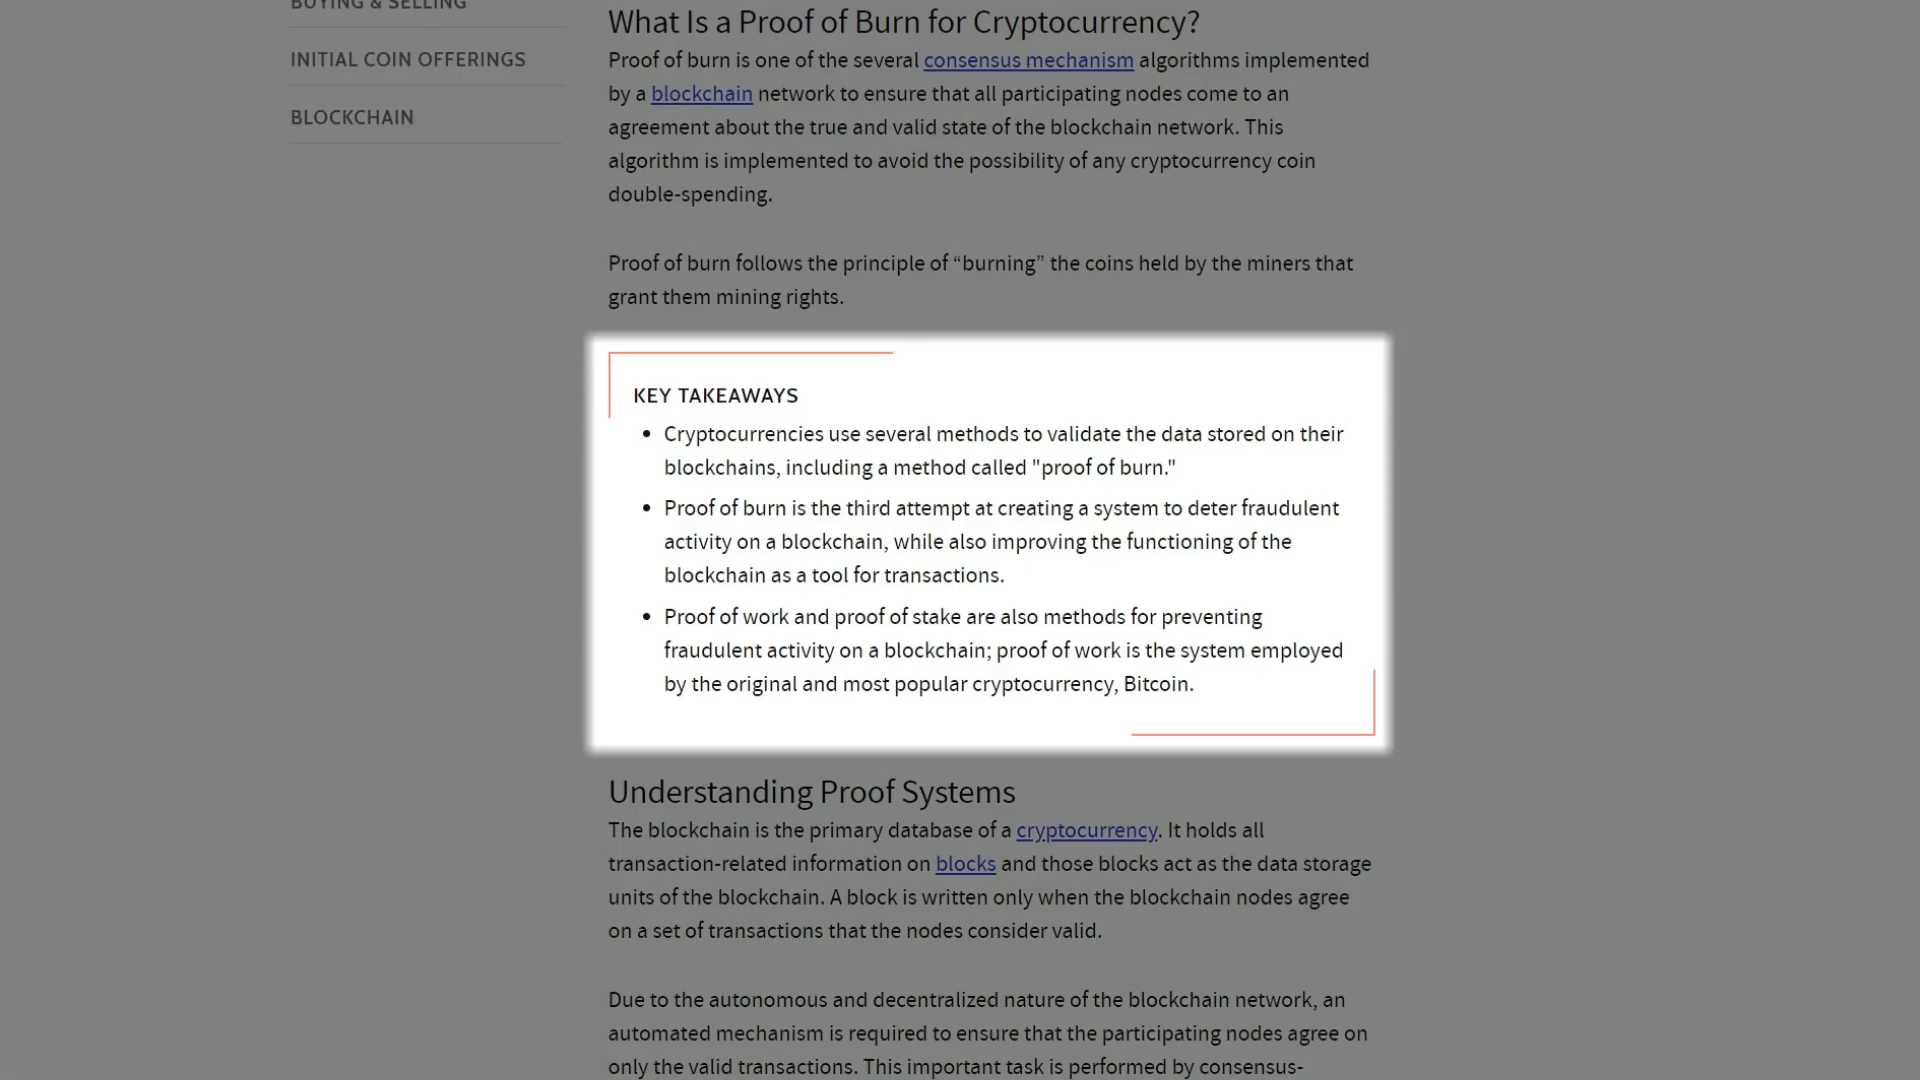 BUYING & SELLING
INITIAL COIN OFFERINGS
BLOCKCHAIN
What Is a Proof of Burn for Cryptocurrency?
Proof of burn is one of the several consensus mechanism algorithms implemented
by a blockchain network to ensure that all participating nodes come to an
agreement about the true and valid state of the blockchain network. This
algorithm is implemented to avoid the possibility of any cryptocurrency coin
double-spending.
Proof of burn follows the principle of “burning” the coins held by the miners that
grant them mining rights.
KEY TAKEAWAYS
• Cryptocurrencies use several methods to validate the data stored on their
blockchains, including a method called "proof of burn."
• Proof of burn is the third attempt at creating a system to deter fraudulent
activity on a blockchain, while also improving the functioning of the
blockchain as a tool for transactions.
• Proof of work and proof of stake are also methods for preventing
fraudulent activity on a blockchain; proof of work is the system employed
by the original and most popular cryptocurrency, Bitcoin.
Understanding Proof Systems
The blockchain is the primary database of a cryptocurrency. It holds all
transaction-related information on blocks and those blocks act as the data storage
units of the blockchain. A block is written only when the blockchain nodes agree
on a set of transactions that the nodes consider valid.
Due to the autonomous and decentralized nature of the blockchain network, an
automated mechanism is required to ensure that the participating nodes agree on
only the valid transactions. This important task is performed by consensus-